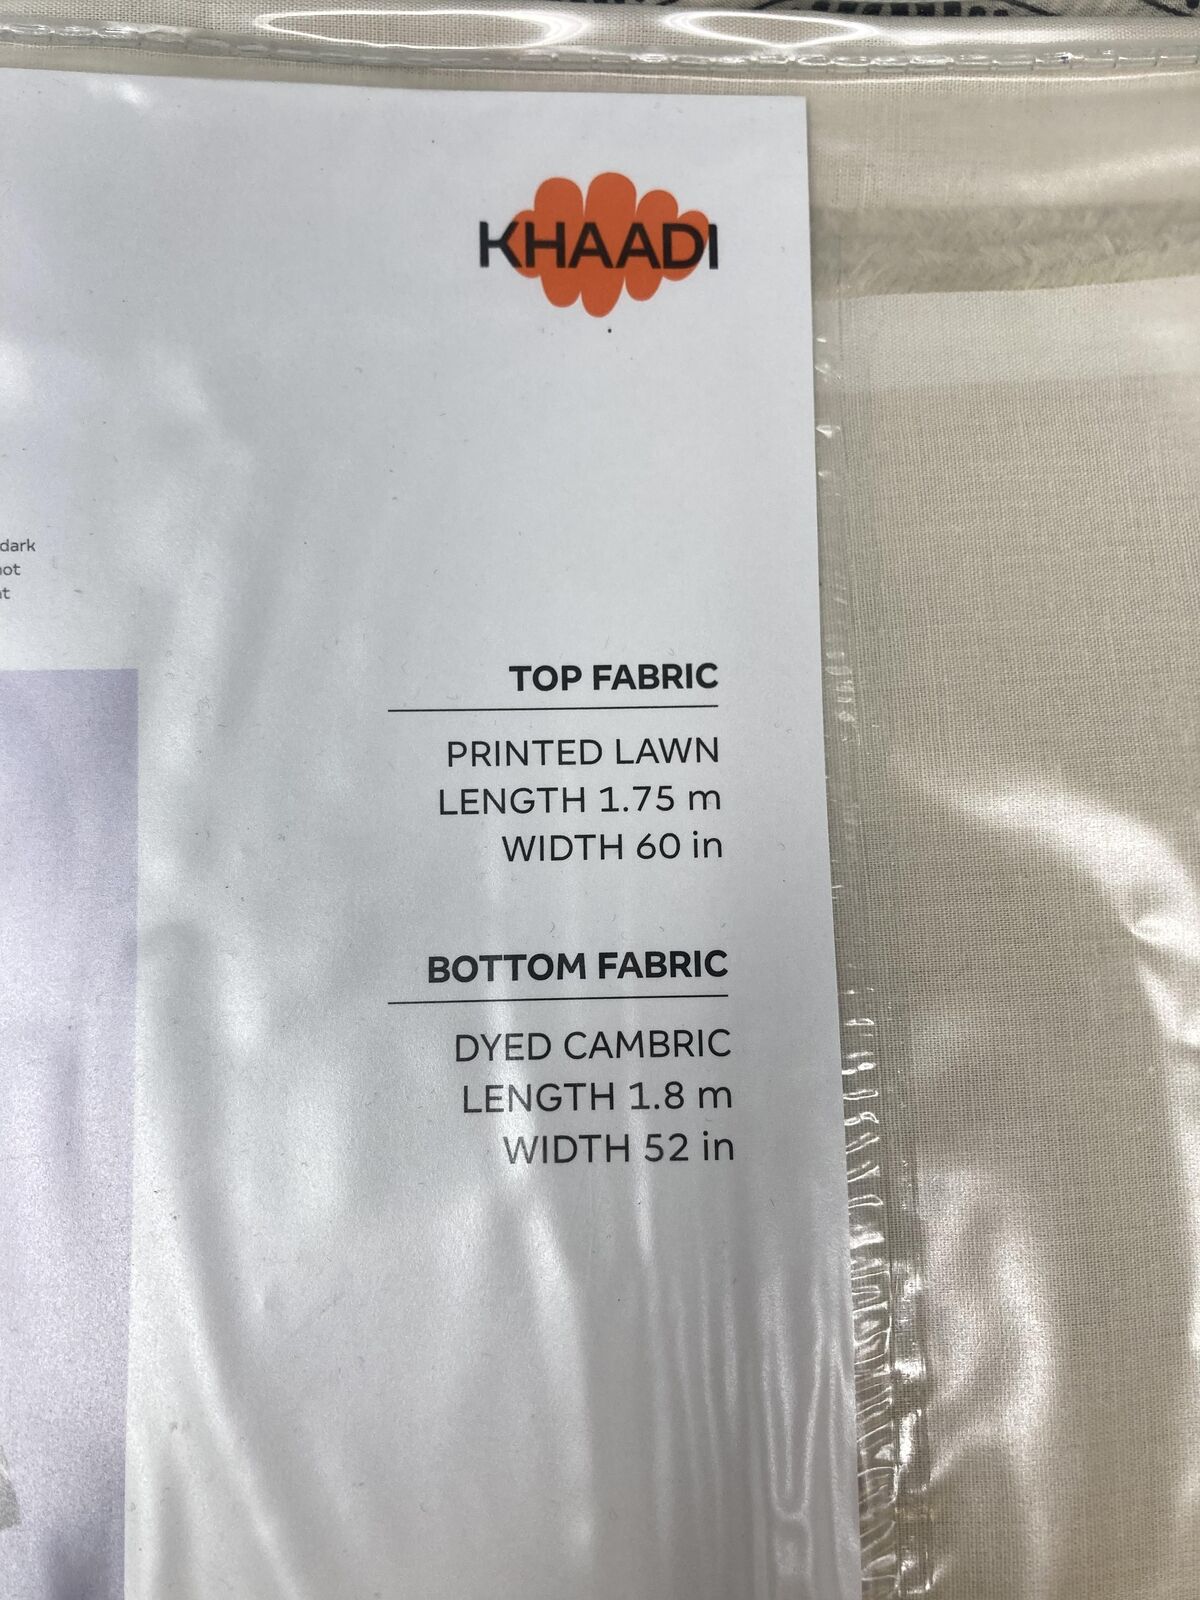 KHAADI
dark
TOP FABRIC
PRINTED LAWN
LENGTH 1.75 m
WIDTH 60 in
BOTTOM FABRIC
DYED CAMBRIC
LENGTH 1.8 m
WIDTH 52 in